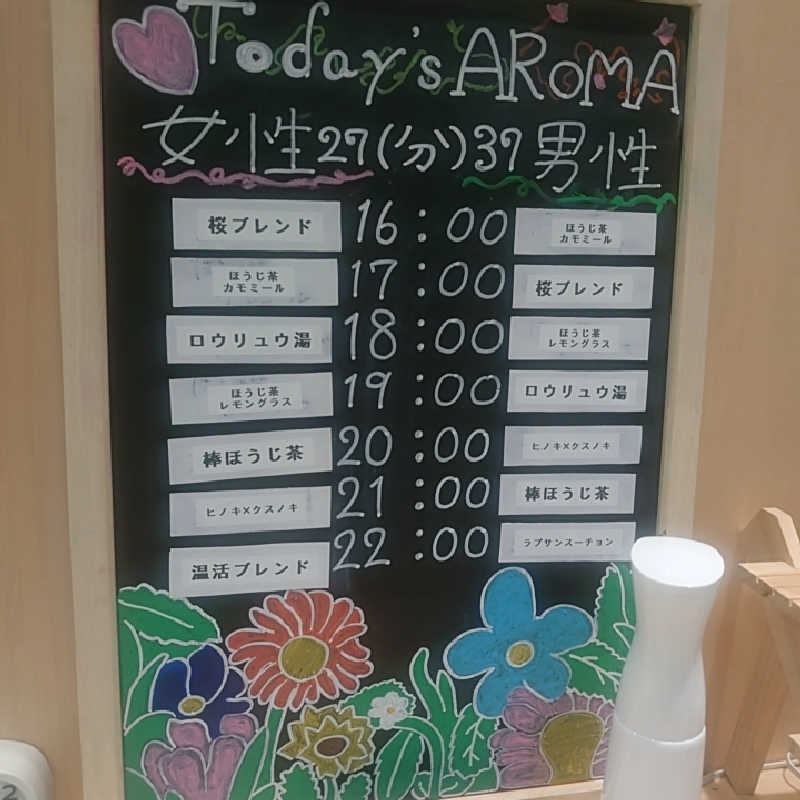 Today's AROMA
女性27(分)37男性
桜ブレンド 16:00 ほうじ茶
カモミール
ほうじ茶
カモミール 17:00 桜ブレンド
ロウリュウ湯 18:00 ほうじ茶
レモングラス
ほうじ茶
レモングラス 19:00 ロウリュウ湯
棒ほうじ茶 20:00 ヒノキ×クスノキ
ヒノキ×クスノキ 21:00 棒ほうじ茶
温活ブレンド 22:00 ラプサンスーチョン
2